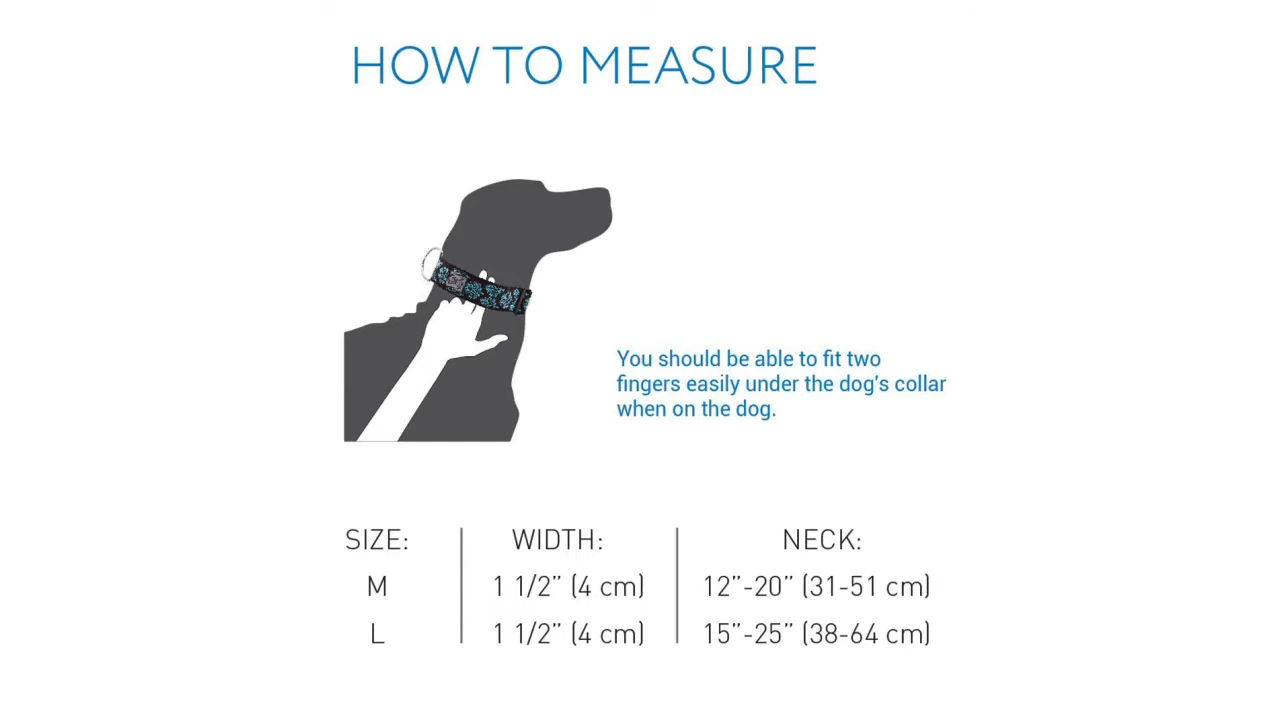 HOW TO MEASURE
You should be able to fit two
fingers easily under the dog's collar
when on the dog.
SIZE: WIDTH: NECK:
M 1 1/2” (4 cm) 12”-20” (31-51 cm)
L 1 1/2” (4 cm) 15”-25” (38-64 cm)